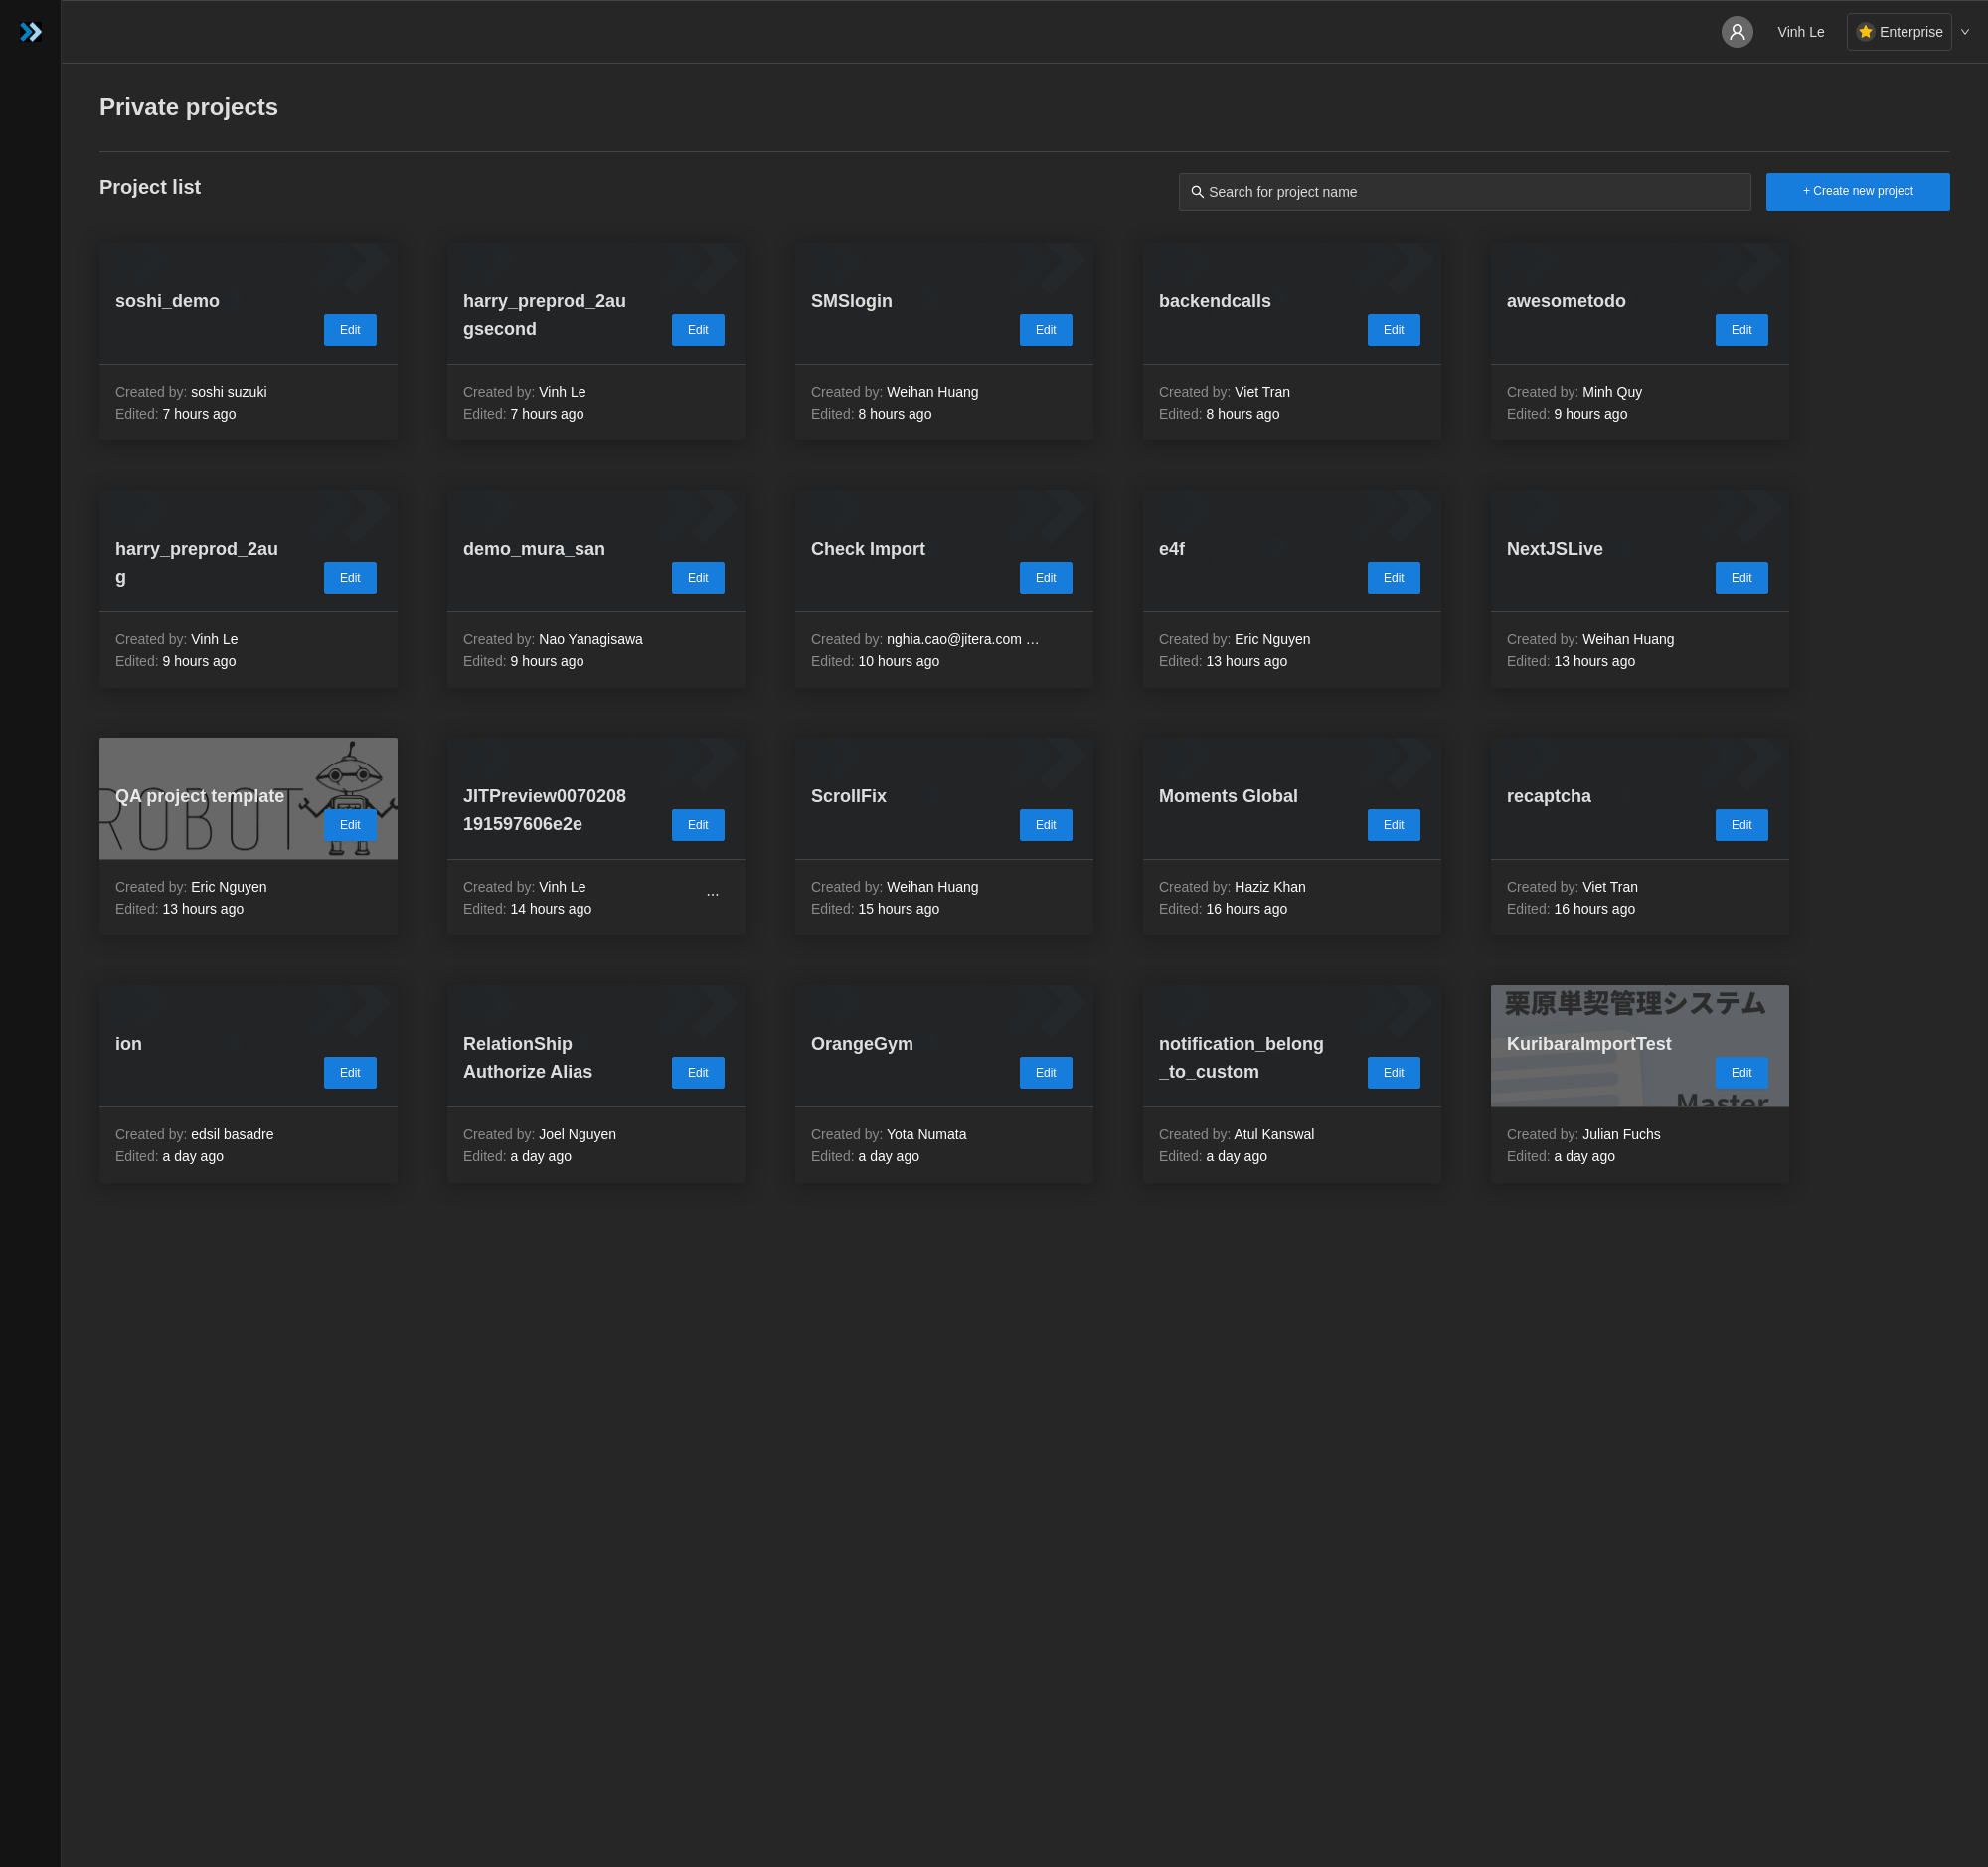 Vinh Le
Enterprise
Private projects
Project list
Search for project name
+ Create new project
soshi_demo
Edit
Created by: soshi suzuki
Edited: 7 hours ago
harry_preprod_2au
gsecond
Edit
Created by: Vinh Le
Edited: 7 hours ago
SMSlogin
Edit
Created by: Weihan Huang
Edited: 8 hours ago
backendcalls
Edit
Created by: Viet Tran
Edited: 8 hours ago
awesometodo
Edit
Created by: Minh Quy
Edited: 9 hours ago
harry_preprod_2au
g
Edit
Created by: Vinh Le
Edited: 9 hours ago
demo_mura_san
Edit
Created by: Nao Yanagisawa
Edited: 9 hours ago
Check Import
Edit
Created by: nghia.cao@jitera.com …
Edited: 10 hours ago
e4f
Edit
Created by: Eric Nguyen
Edited: 13 hours ago
NextJSLive
Edit
Created by: Weihan Huang
Edited: 13 hours ago
QA project template
ROBOT
Edit
Created by: Eric Nguyen
Edited: 13 hours ago
JITPreview0070208
191597606e2e
Edit
Created by: Vinh Le
...
Edited: 14 hours ago
ScrollFix
Edit
Created by: Weihan Huang
Edited: 15 hours ago
Moments Global
Edit
Created by: Haziz Khan
Edited: 16 hours ago
recaptcha
Edit
Created by: Viet Tran
Edited: 16 hours ago
ion
Edit
Created by: edsil basadre
Edited: a day ago
RelationShip
Authorize Alias
Edit
Created by: Joel Nguyen
Edited: a day ago
OrangeGym
Edit
Created by: Yota Numata
Edited: a day ago
notification_belong
_to_custom
Edit
Created by: Atul Kanswal
Edited: a day ago
栗原単契管理システム
KuribaraImportTest
Edit
Master
Created by: Julian Fuchs
Edited: a day ago